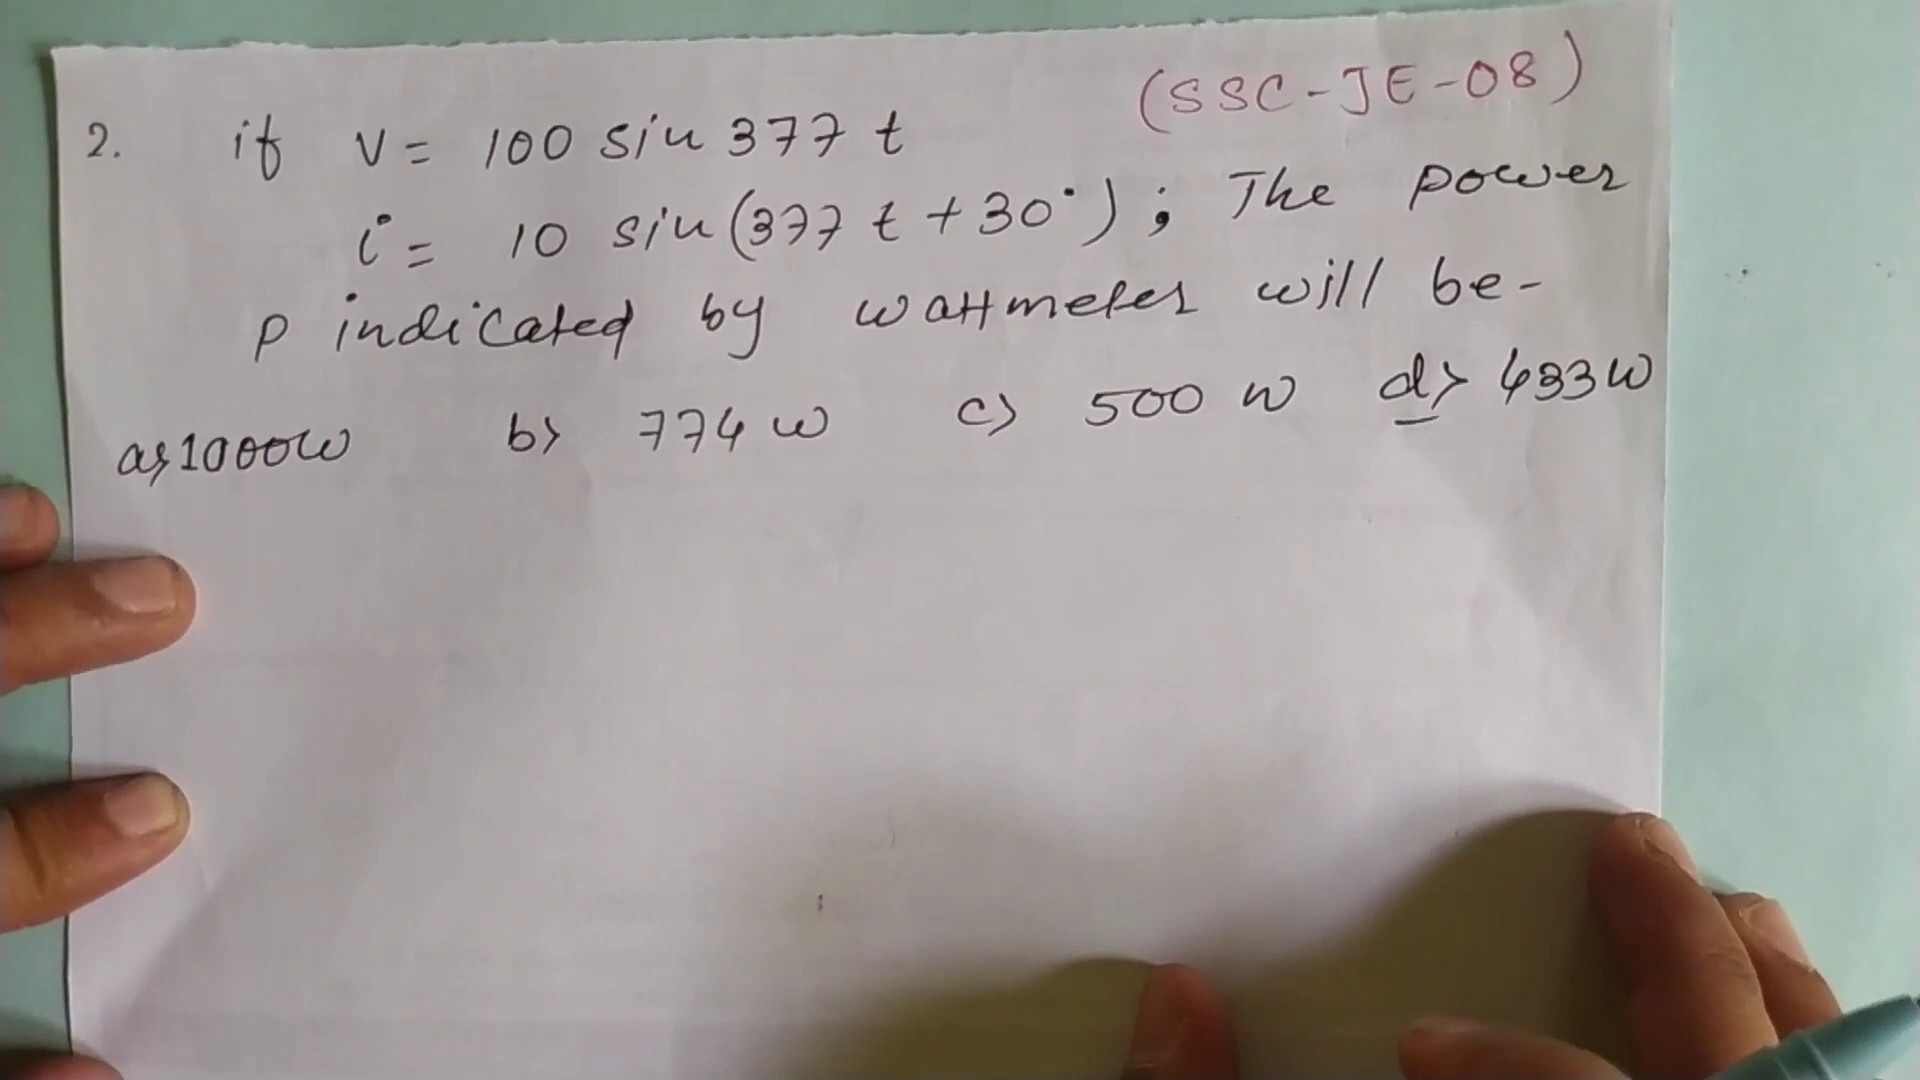 (SSC-JE-08)
2. if v = 100 sin 377 t
i = 10 sin (377 t + 30°) ; The power
P indicated by wattmeter will be-
a> 1000W b> 774 w c> 500 w d> 433 W